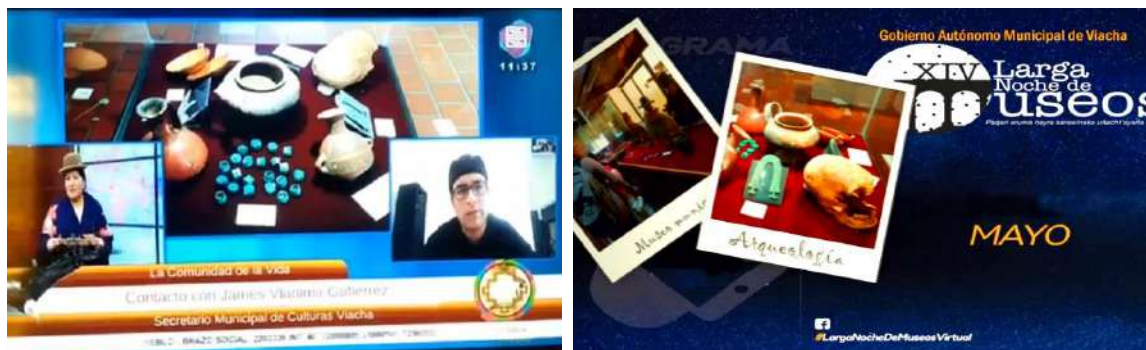 11:37
La Comunidad de la Vida
Contacto con James Vladimir Gutierrez
Secretario Municipal de Culturas Viacha
Gobierno Autónomo Municipal de Viacha
XIV Larga
Noche de
museos
Museo
Arqueología
MAYO
#LargaNocheDeMuseosVirtual